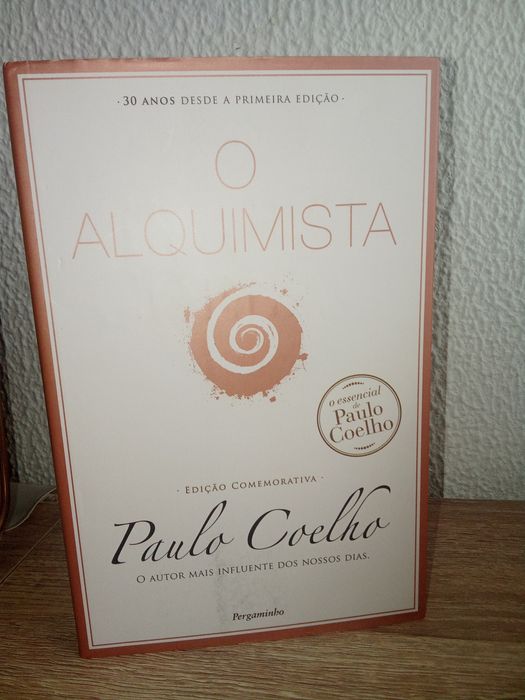 · 30 ANOS DESDE A PRIMEIRA EDIÇÃO ·
O
ALQUIMISTA
o essencial
de
Paulo
Coelho
· EDIÇÃO COMEMORATIVA ·
Paulo Coelho
O AUTOR MAIS INFLUENTE DOS NOSSOS DIAS.
Pergaminho